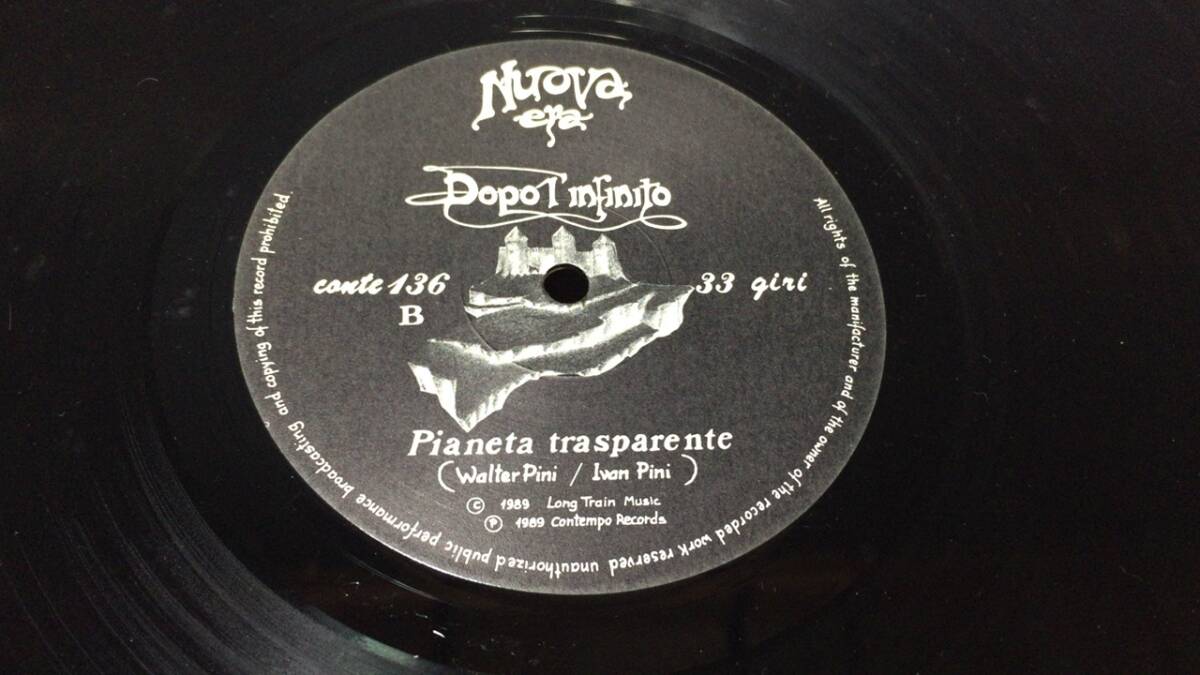 Nuova
era
Dopo l'infinito
conte 136
33 giri
B
Pianeta trasparente
(Walter Pini / Ivan Pini)
© 1989 Long Train Music
℗ 1989 Contempo Records
All rights of the manifacturer and of the owner of the recorded work reserved unauthorized public performance broadcasting and copying of this record prohibited.